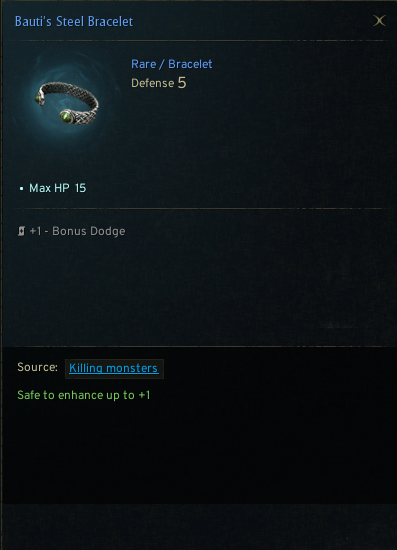 Bauti's Steel Bracelet
Rare / Bracelet
Defense 5
• Max HP 15
+1 - Bonus Dodge
Source: Killing monsters
Safe to enhance up to +1